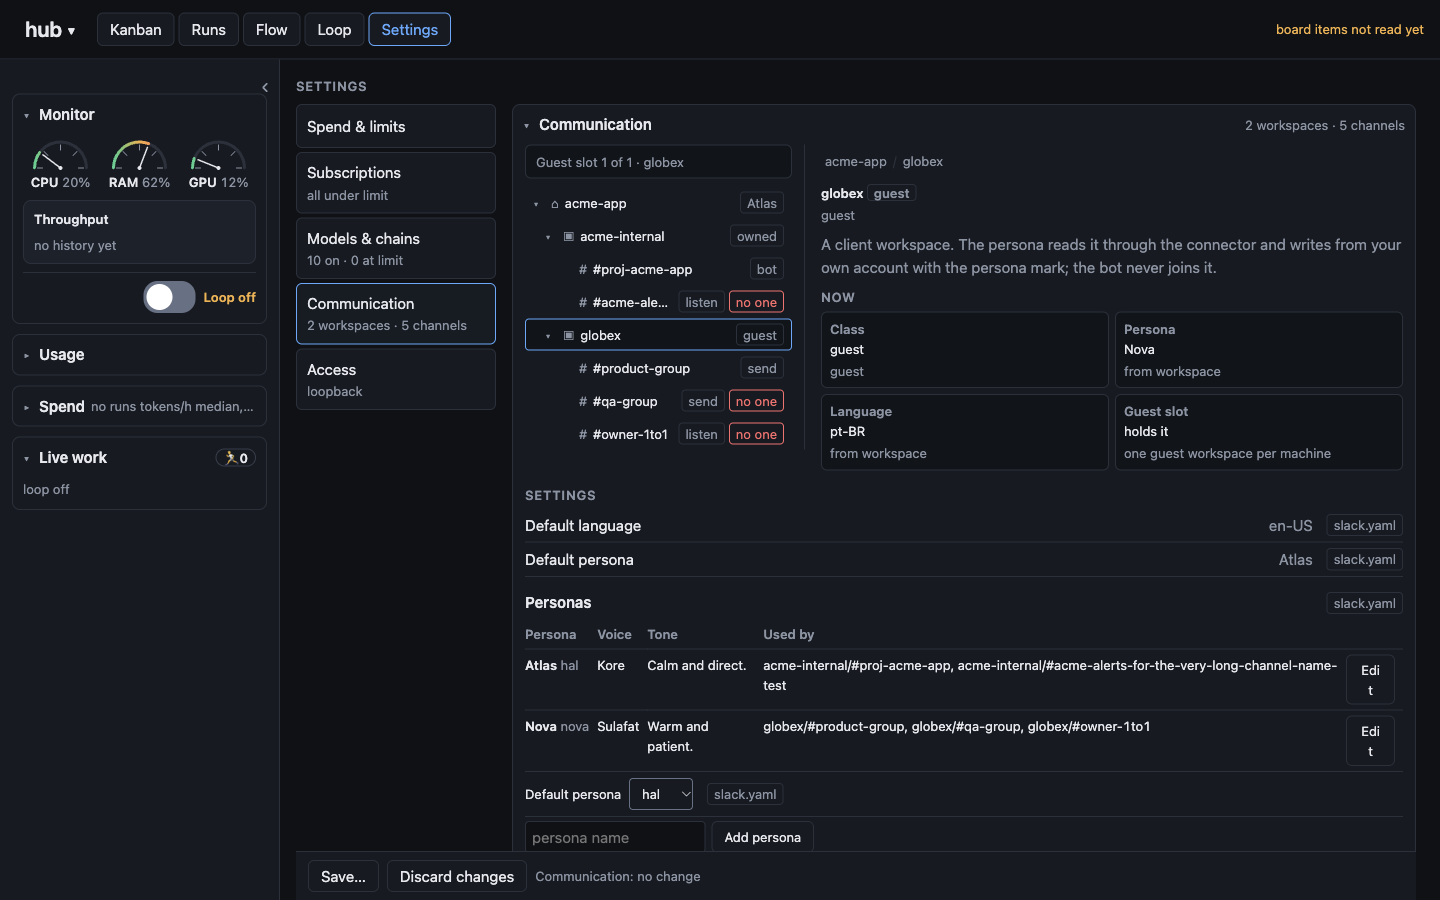 hub ▾
Kanban
Runs
Flow
Loop
Settings
board items not read yet
Monitor
CPU 20%
RAM 62%
GPU 12%
Throughput
no history yet
Loop off
Usage
Spend no runs tokens/h median,...
Live work
0
loop off
SETTINGS
Spend & limits
Subscriptions
all under limit
Models & chains
10 on · 0 at limit
Communication
2 workspaces · 5 channels
Access
loopback
Communication
2 workspaces · 5 channels
Guest slot 1 of 1 · globex
acme-app Atlas
acme-internal owned
# #proj-acme-app bot
# #acme-ale... listen no one
globex guest
# #product-group send
# #qa-group send no one
# #owner-1to1 listen no one
acme-app / globex
globex guest
guest
A client workspace. The persona reads it through the connector and writes from your
own account with the persona mark; the bot never joins it.
NOW
Class
guest
guest
Persona
Nova
from workspace
Language
pt-BR
from workspace
Guest slot
holds it
one guest workspace per machine
SETTINGS
Default language en-US slack.yaml
Default persona Atlas slack.yaml
Personas slack.yaml
Persona Voice Tone Used by
Atlas hal Kore Calm and direct. acme-internal/#proj-acme-app, acme-internal/#acme-alerts-for-the-very-long-channel-name-
test
Edi
t
Nova nova Sulafat Warm and
patient.
globex/#product-group, globex/#qa-group, globex/#owner-1to1
Edi
t
Default persona hal slack.yaml
persona name
Add persona
Save...
Discard changes
Communication: no change